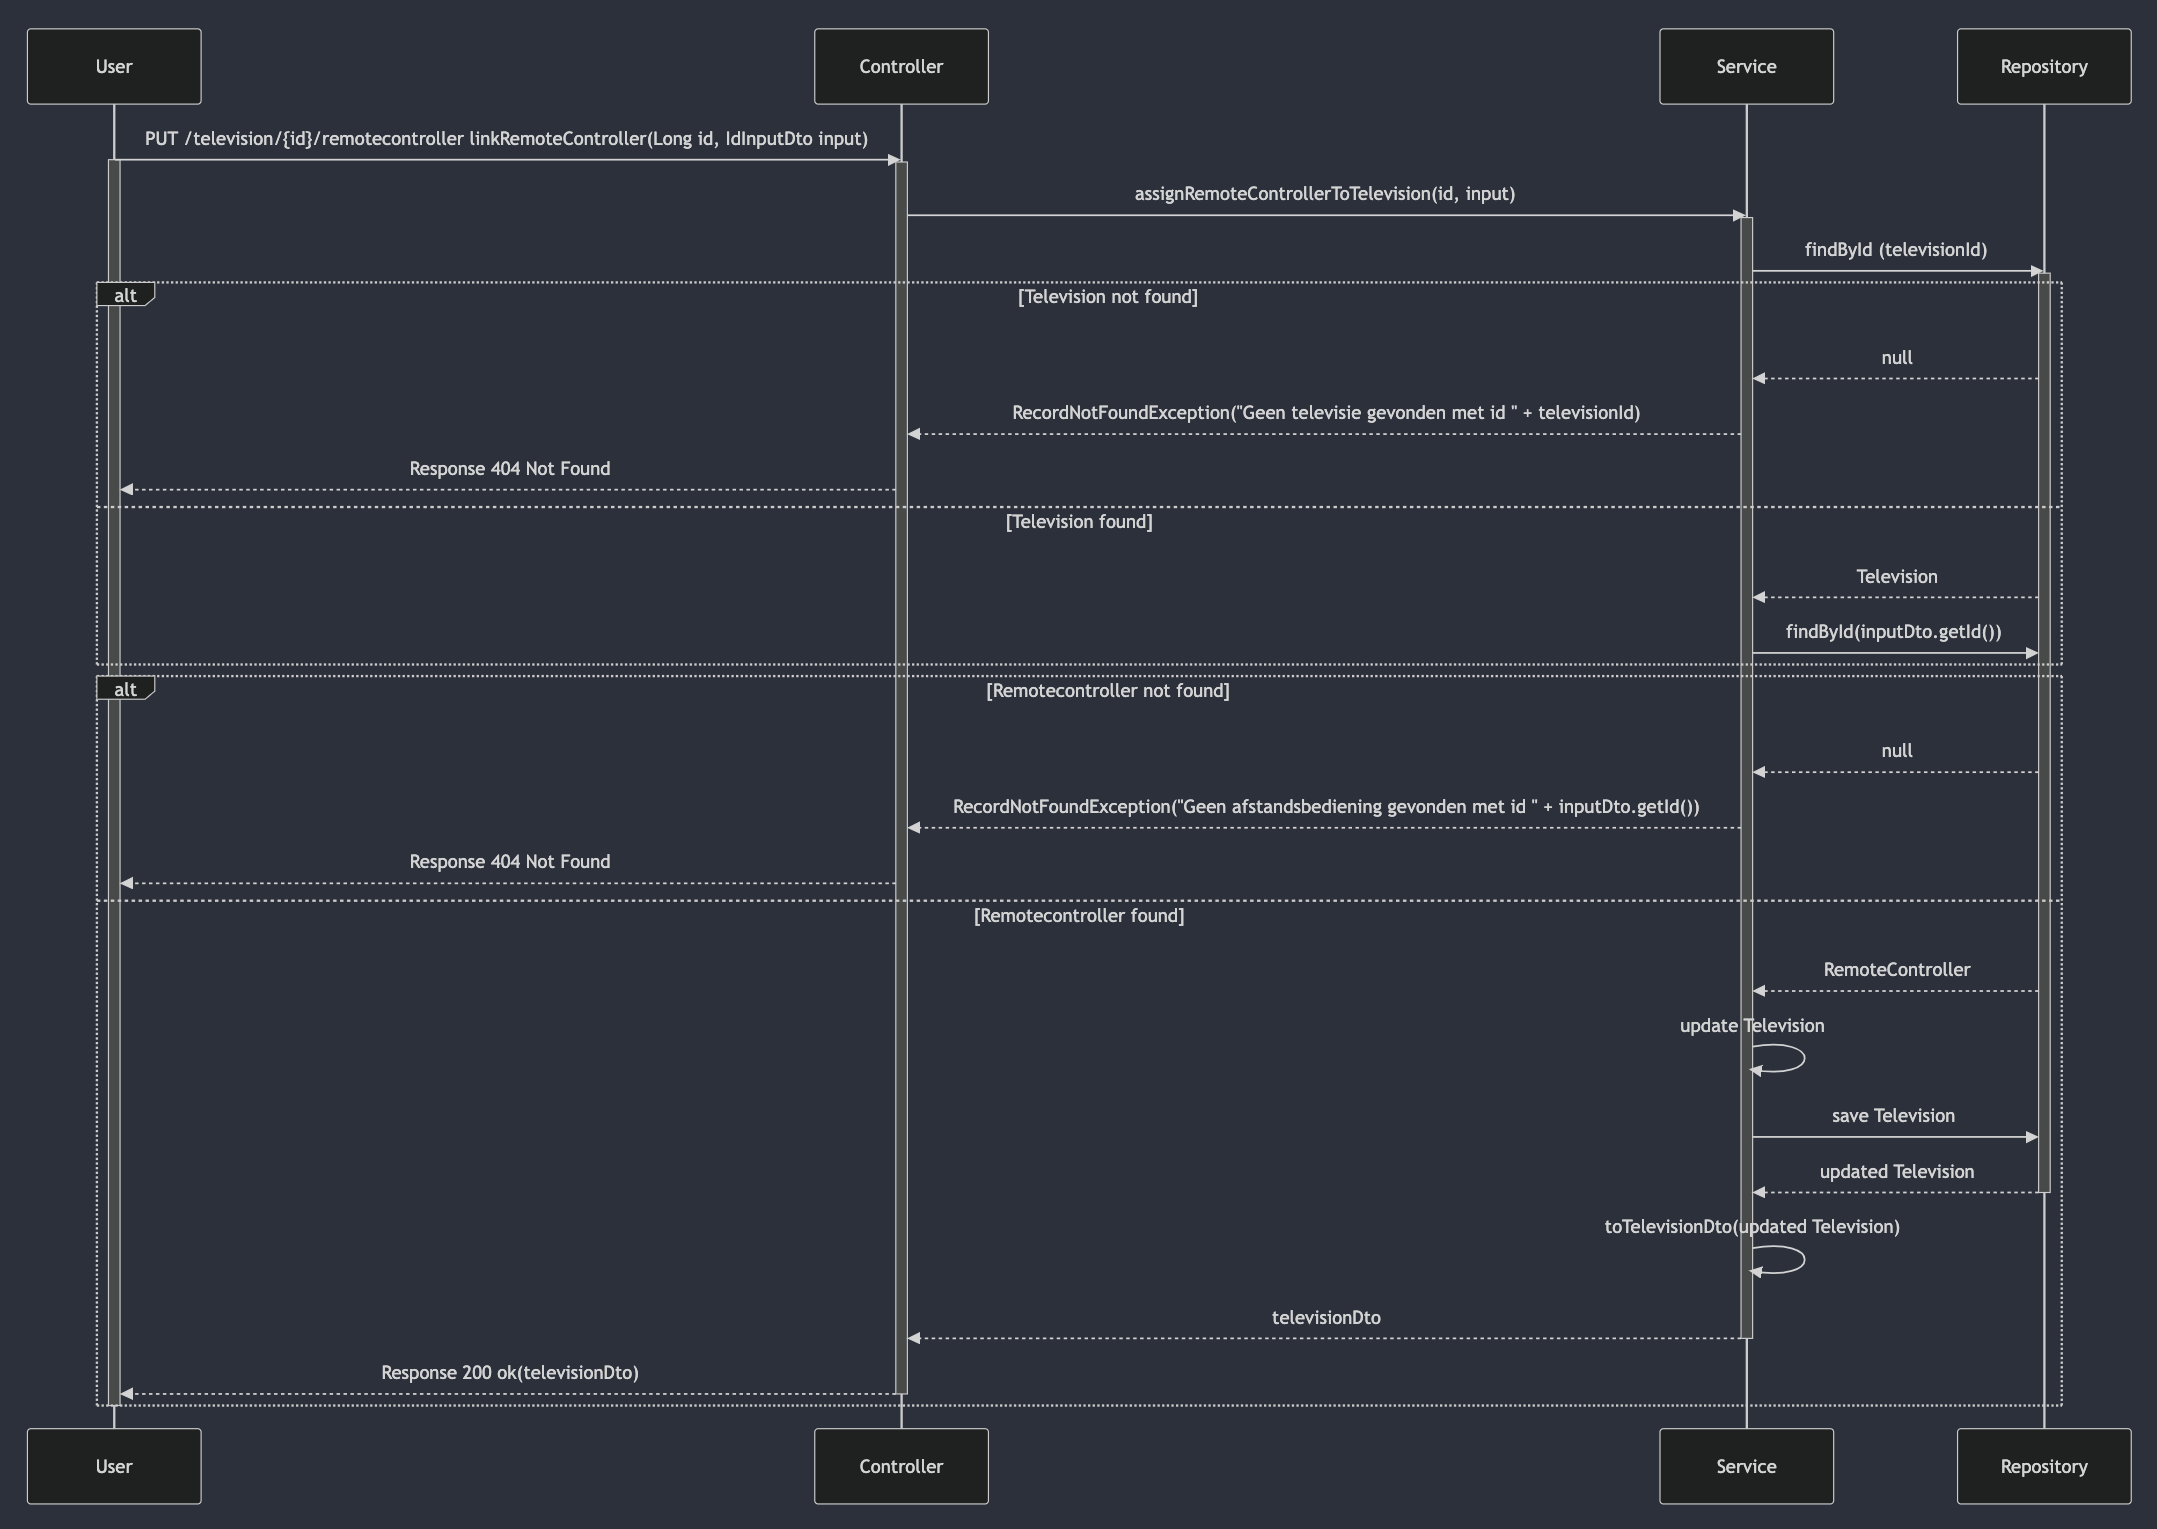 User
Controller
Service
Repository
PUT /television/{id}/remotecontroller linkRemoteController(Long id, IdInputDto input)
assignRemoteControllerToTelevision(id, input)
findById (televisionId)
alt
[Television not found]
null
RecordNotFoundException("Geen televisie gevonden met id " + televisionId)
Response 404 Not Found
[Television found]
Television
findById(inputDto.getId())
alt
[Remotecontroller not found]
null
RecordNotFoundException("Geen afstandsbediening gevonden met id " + inputDto.getId())
Response 404 Not Found
[Remotecontroller found]
RemoteController
update Television
save Television
updated Television
toTelevisionDto(updated Television)
televisionDto
Response 200 ok(televisionDto)
User
Controller
Service
Repository